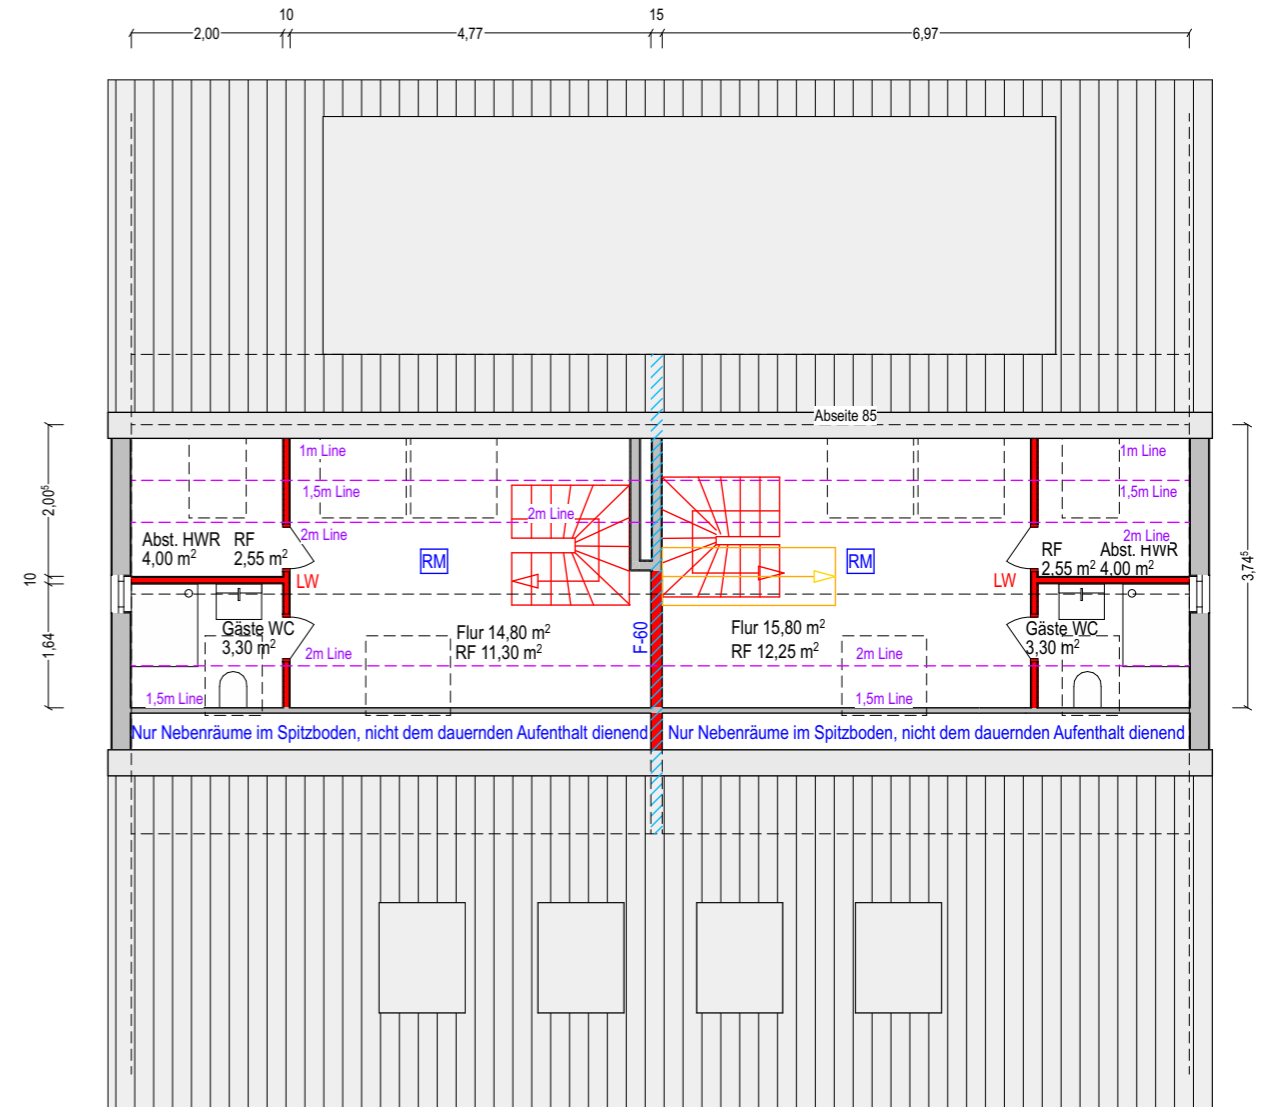 10
15
2,00
4,77
6,97
Abseite 85
1m Line
1m Line
1,5m Line
1,5m Line
2m Line
2m Line
2m Line
2,00⁵
Abst. HWR
4,00 m²
RF
2,55 m²
RM
RM
RF
2,55 m²
Abst. HWR
4,00 m²
3,74⁵
10
LW
LW
1,64
Gäste WC
3,30 m²
2m Line
Flur 14,80 m²
RF 11,30 m²
F-60
Flur 15,80 m²
RF 12,25 m²
2m Line
Gäste WC
3,30 m²
1,5m Line
1,5m Line
Nur Nebenräume im Spitzboden, nicht dem dauernden Aufenthalt dienend
Nur Nebenräume im Spitzboden, nicht dem dauernden Aufenthalt dienend